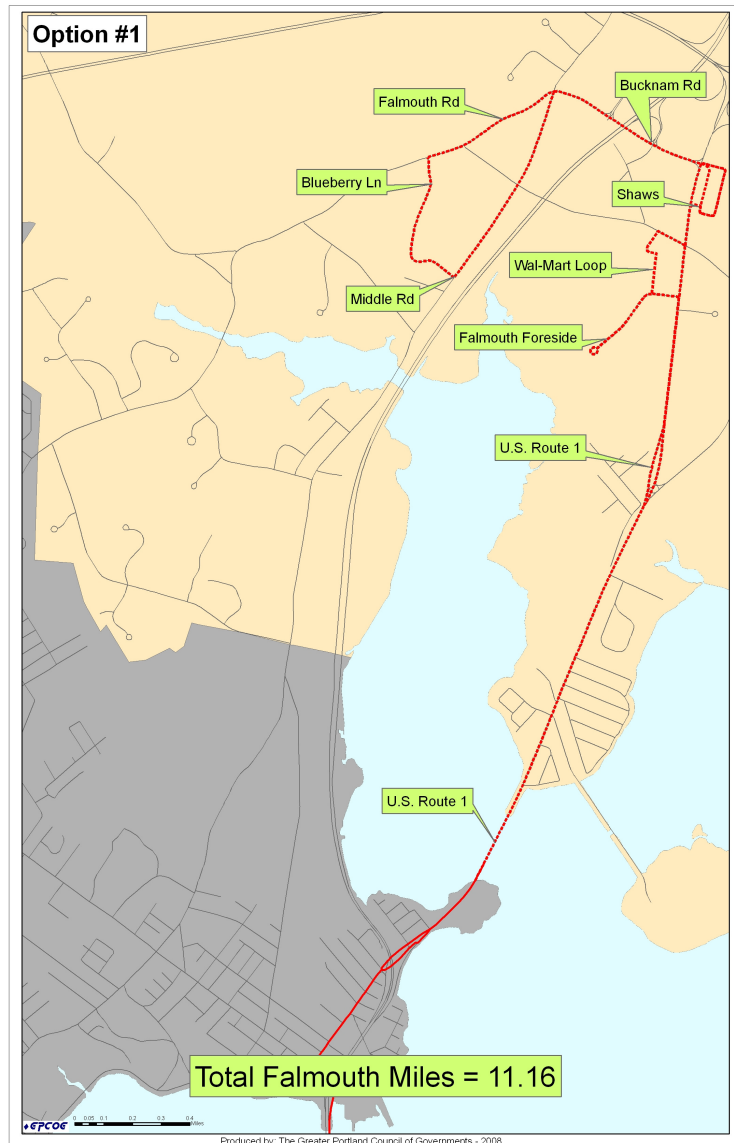 Option #1
Bucknam Rd
Falmouth Rd
Blueberry Ln
Shaws
Wal-Mart Loop
Middle Rd
Falmouth Foreside
U.S. Route 1
U.S. Route 1
Total Falmouth Miles = 11.16
GPCOG
0 0.05 0.1 0.2 0.3 0.4
Miles
Produced by: The Greater Portland Council of Governments - 2008